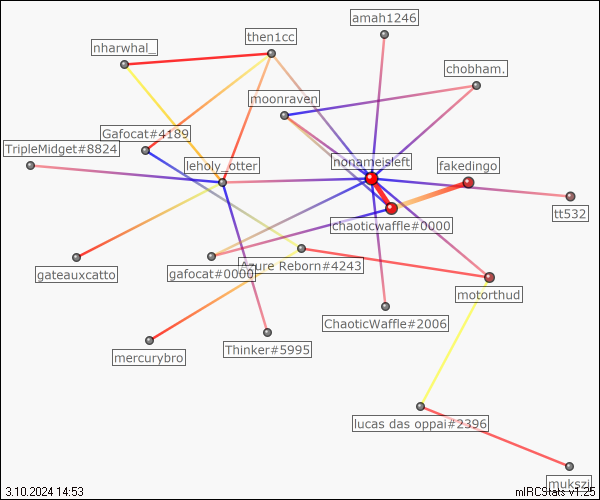 amah1246
then1cc
nharwhal_
chobham.
moonraven
Gafocat#4189
TripleMidget#8824
leholy_otter
nonameisleft
fakedingo
tt532
chaoticwaffle#0000
gateauxcatto
gafocat#0000
Azure Reborn#4243
motorthud
ChaoticWaffle#2006
mercurybro
Thinker#5995
lucas das oppai#2396
mukszi
3.10.2024 14:53
mIRCStats v1.25